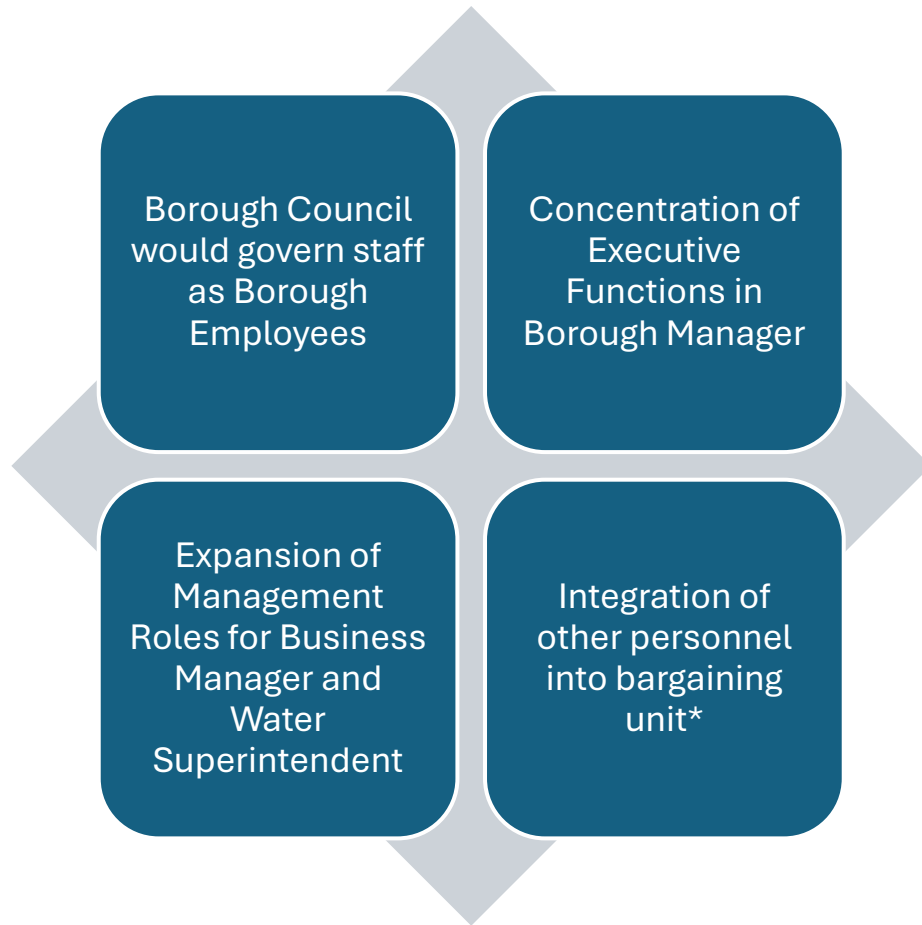 Borough Council
would govern staff
as Borough
Employees
Concentration of
Executive
Functions in
Borough Manager
Expansion of
Management
Roles for Business
Manager and
Water
Superintendent
Integration of
other personnel
into bargaining
unit*